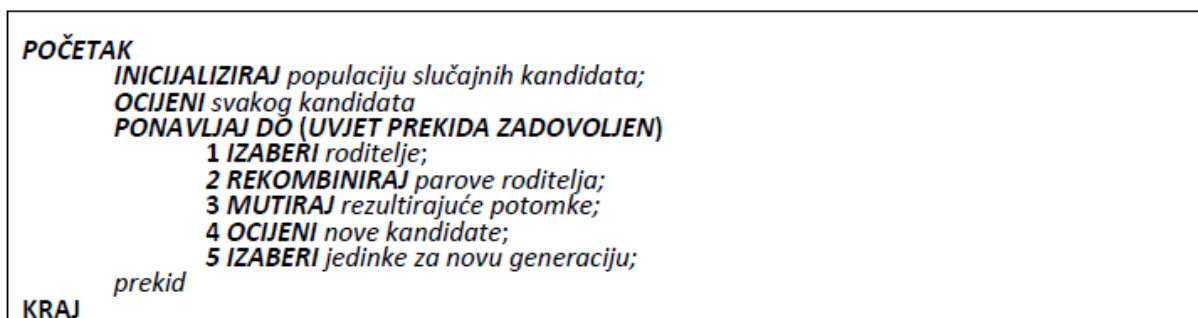 POČETAK
INICIJALIZIRAJ populaciju slučajnih kandidata;
OCIJENI svakog kandidata
PONAVLJAJ DO (UVJET PREKIDA ZADOVOLJEN)
1 IZABERI roditelje;
2 REKOMBINIRAJ parove roditelja;
3 MUTIRAJ rezultirajuće potomke;
4 OCIJENI nove kandidate;
5 IZABERI jedinke za novu generaciju;
prekid
KRAJ